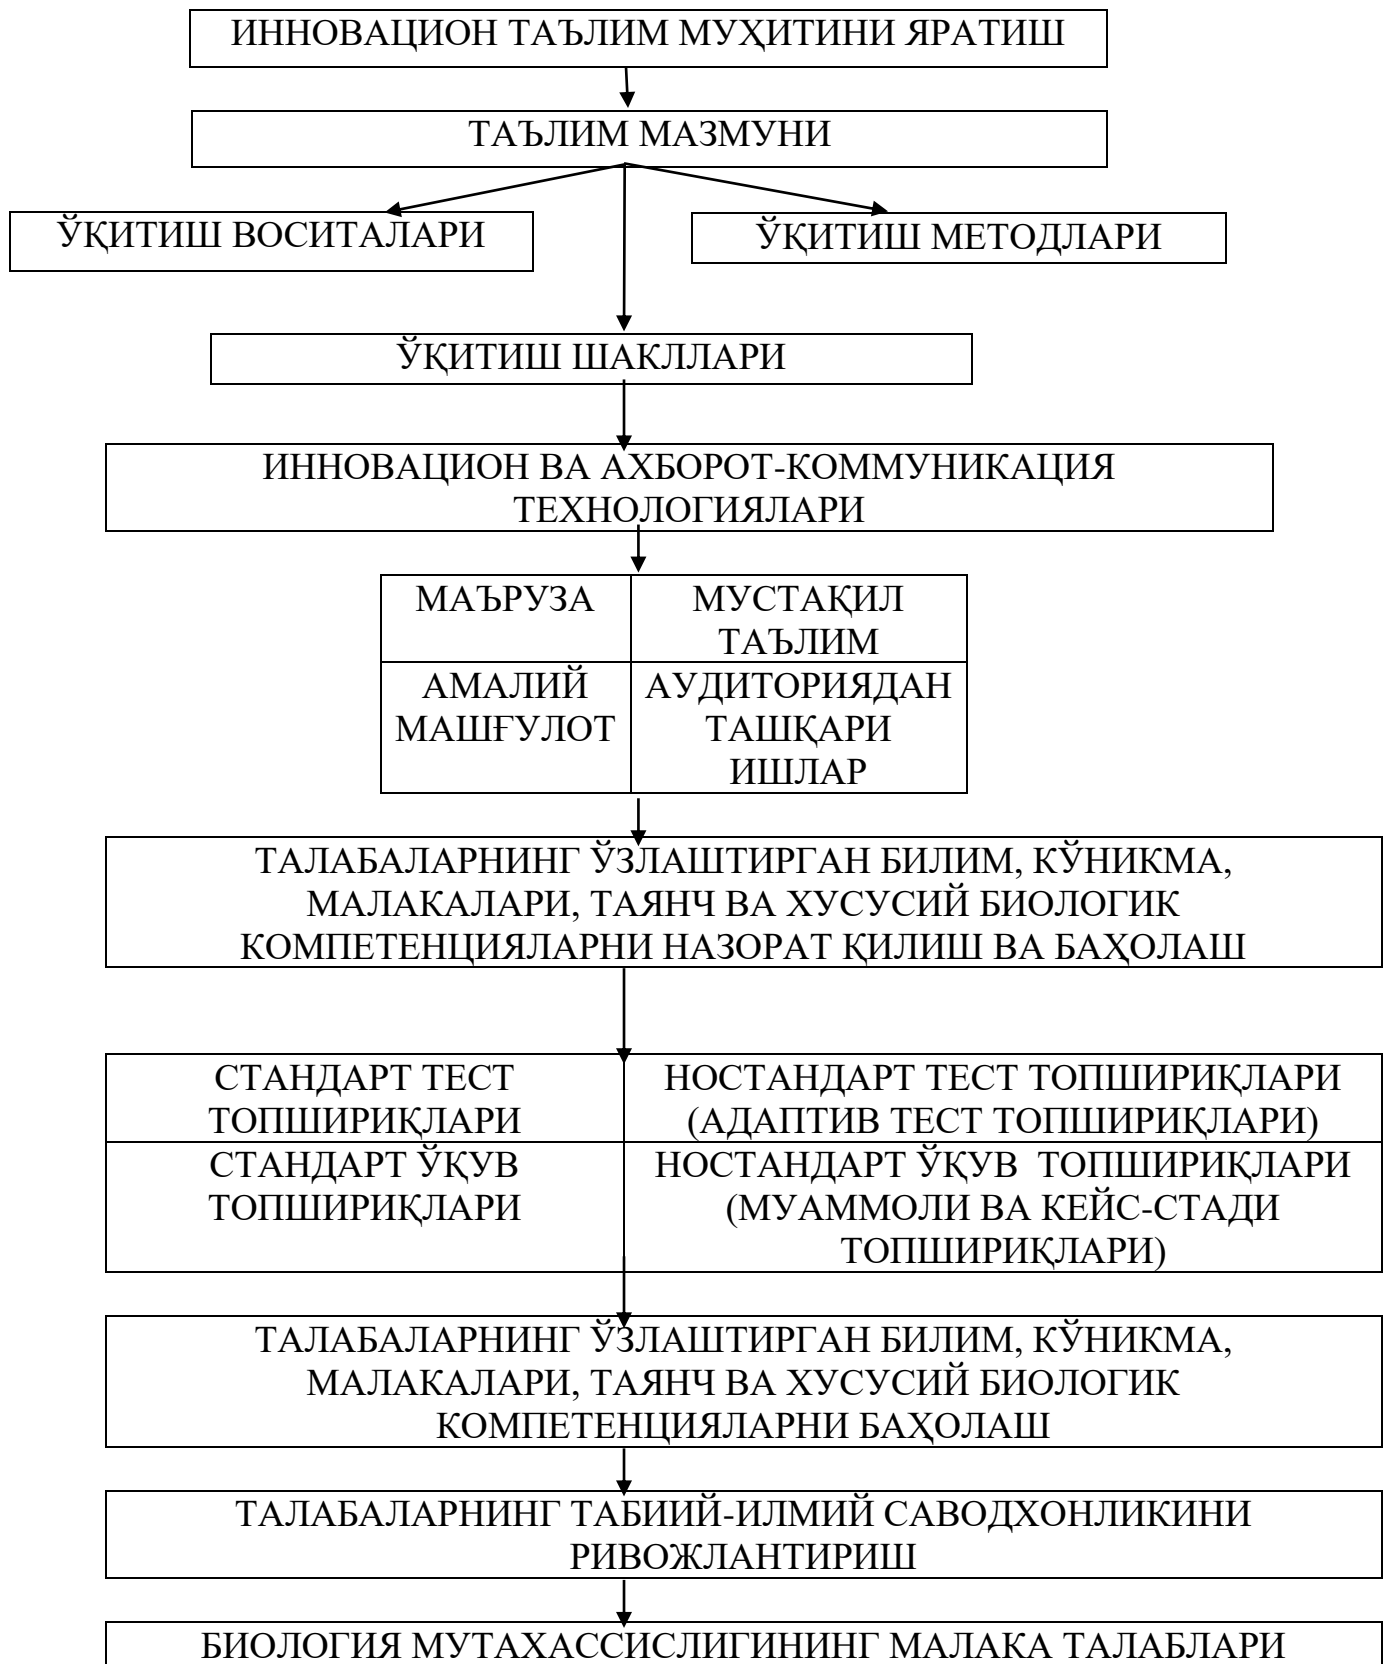 ИННОВАЦИОН ТАЪЛИМ МУҲИТИНИ ЯРАТИШ
ТАЪЛИМ МАЗМУНИ
ЎҚИТИШ ВОСИТАЛАРИ
ЎҚИТИШ МЕТОДЛАРИ
ЎҚИТИШ ШАКЛЛАРИ
ИННОВАЦИОН ВА АХБОРОТ-КОММУНИКАЦИЯ
ТЕХНОЛОГИЯЛАРИ
МАЪРУЗА
МУСТАҚИЛ
ТАЪЛИМ
АМАЛИЙ
МАШҒУЛОТ
АУДИТОРИЯДАН
ТАШҚАРИ
ИШЛАР
ТАЛАБАЛАРНИНГ ЎЗЛАШТИРГАН БИЛИМ, КЎНИКМА,
МАЛАКАЛАРИ, ТАЯНЧ ВА ХУСУСИЙ БИОЛОГИК
КОМПЕТЕНЦИЯЛАРНИ НАЗОРАТ ҚИЛИШ ВА БАҲОЛАШ
СТАНДАРТ ТЕСТ
ТОПШИРИҚЛАРИ
НОСТАНДАРТ ТЕСТ ТОПШИРИҚЛАРИ
(АДАПТИВ ТЕСТ ТОПШИРИҚЛАРИ)
СТАНДАРТ ЎҚУВ
ТОПШИРИҚЛАРИ
НОСТАНДАРТ ЎҚУВ  ТОПШИРИҚЛАРИ
(МУАММОЛИ ВА КЕЙС-СТАДИ
ТОПШИРИҚЛАРИ)
ТАЛАБАЛАРНИНГ ЎЗЛАШТИРГАН БИЛИМ, КЎНИКМА,
МАЛАКАЛАРИ, ТАЯНЧ ВА ХУСУСИЙ БИОЛОГИК
КОМПЕТЕНЦИЯЛАРНИ БАҲОЛАШ
ТАЛАБАЛАРНИНГ ТАБИИЙ-ИЛМИЙ САВОДХОНЛИКИНИ
РИВОЖЛАНТИРИШ
БИОЛОГИЯ МУТАХАССИСЛИГИНИНГ МАЛАКА ТАЛАБЛАРИ